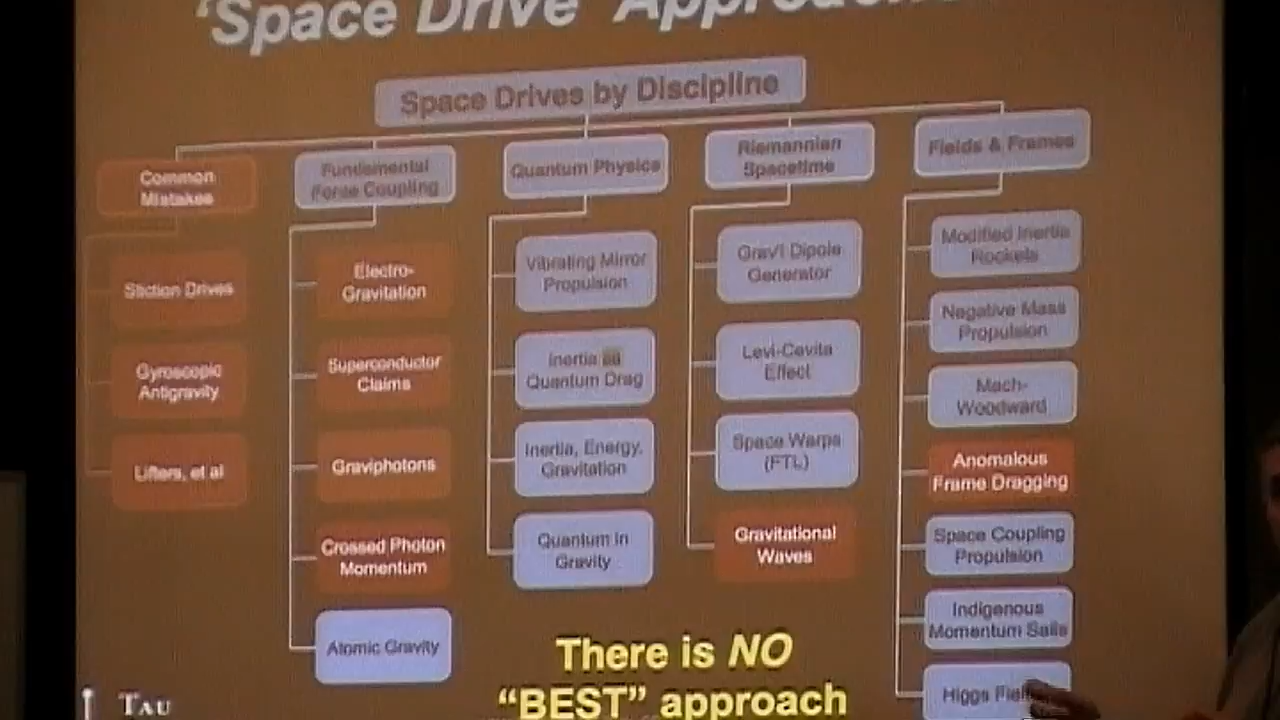 'Space Drive' Approaches
Space Drives by Discipline
Common
Mistakes
Stiction Drives
Gyroscopic
Antigravity
Lifters, et al
Fundamental
Force Coupling
Electro-
Gravitation
Superconductor
Claims
Graviphotons
Crossed Photon
Momentum
Atomic Gravity
Quantum Physics
Vibrating Mirror
Propulsion
Inertia as
Quantum Drag
Inertia, Energy,
Gravitation
Quantum in
Gravity
Riemannian
Spacetime
Grav'l Dipole
Generator
Levi-Cevita
Effect
Space Warps
(FTL)
Gravitational
Waves
Fields & Frames
Modified Inertia
Rockets
Negative Mass
Propulsion
Mach-
Woodward
Anomalous
Frame Dragging
Space Coupling
Propulsion
Indigenous
Momentum Sails
Higgs
There is NO
"BEST" approach
TAU